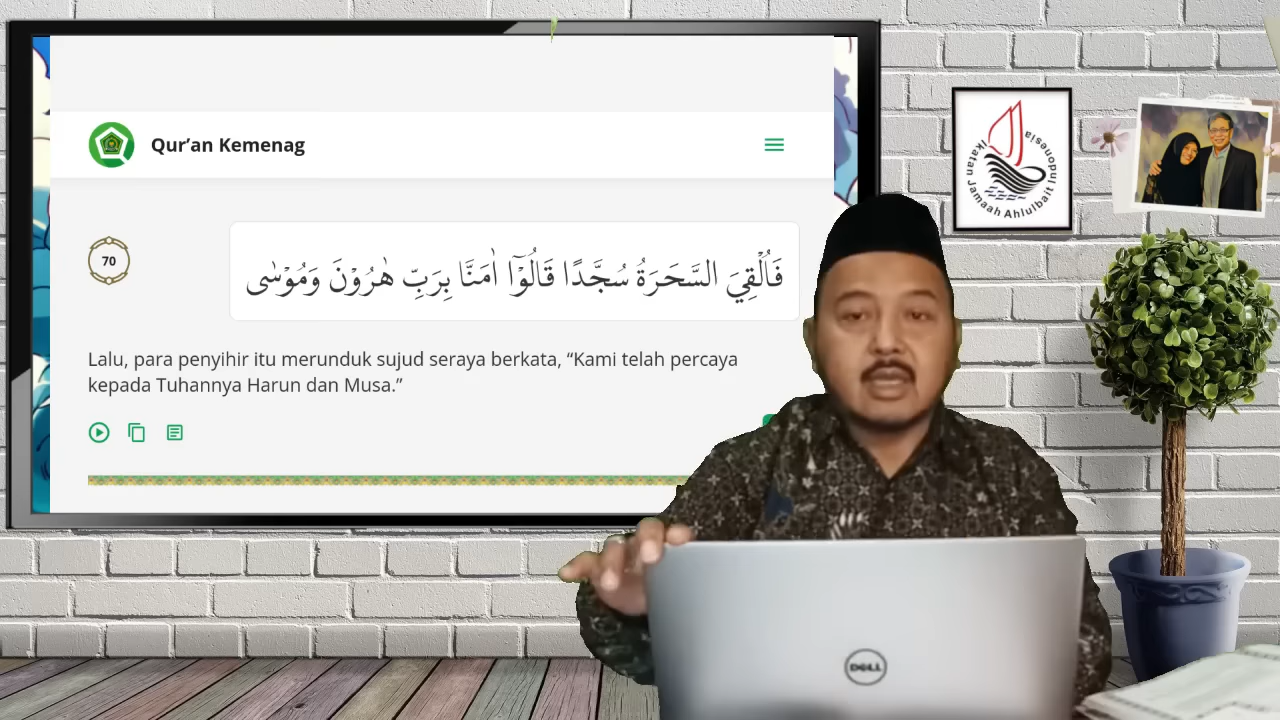 Qur’an Kemenag
70
فَاُلْقِيَ السَّحَرَةُ سُجَّدًا قَالُوْٓا اٰمَنَّا بِرَبِّ هٰرُوْنَ وَمُوْسٰى
Lalu, para penyihir itu merunduk sujud seraya berkata, “Kami telah percaya
kepada Tuhannya Harun dan Musa.”
Ikatan Jamaah Ahlulbait Indonesia
DELL